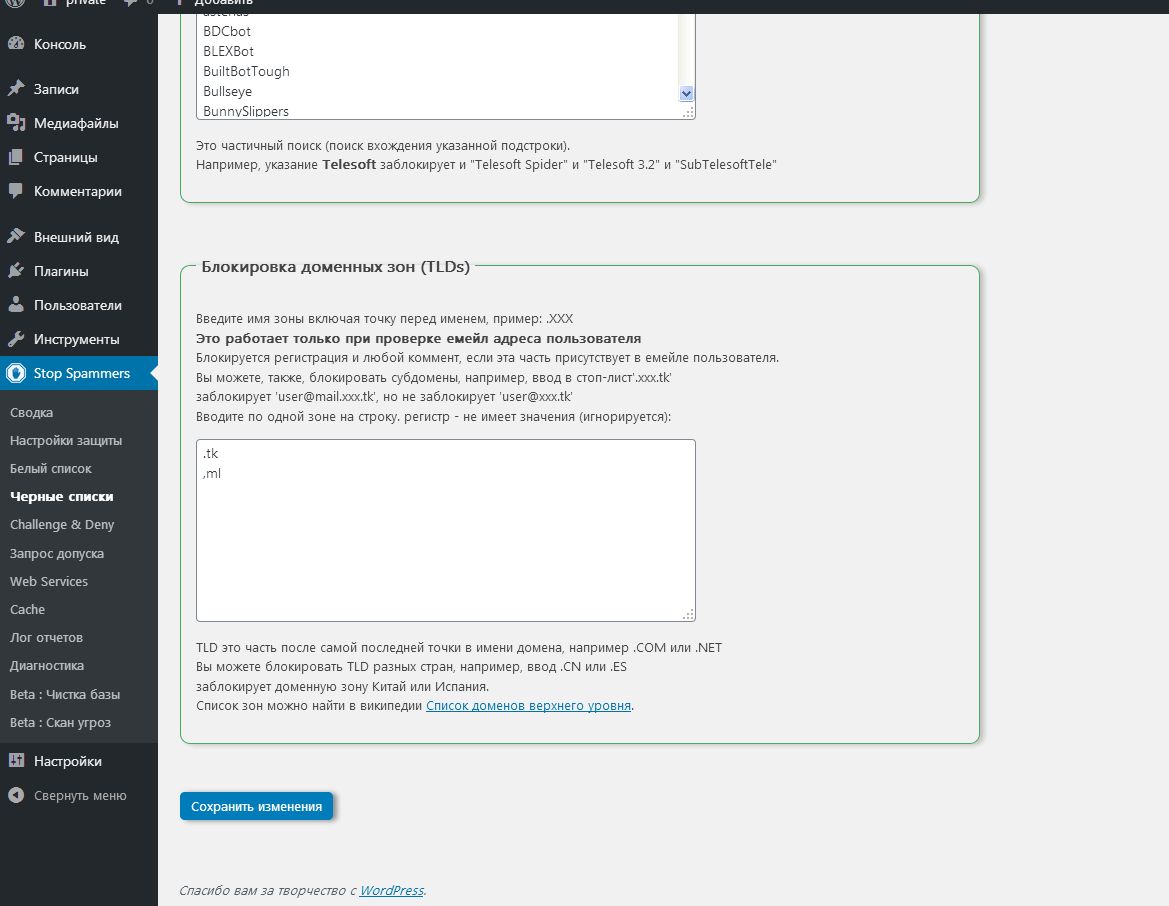 private
0
Добавить
Консоль
Записи
Медиафайлы
Страницы
Комментарии
Внешний вид
Плагины
Пользователи
Инструменты
Stop Spammers
Сводка
Настройки защиты
Белый список
Черные списки
Challenge & Deny
Запрос допуска
Web Services
Cache
Лог отчетов
Диагностика
Beta : Чистка базы
Beta : Скан угроз
Настройки
Свернуть меню
BDCbot
BLEXBot
BuiltBotTough
Bullseye
BunnySlippers
Это частичный поиск (поиск вхождения указанной подстроки).
Например, указание Telesoft заблокирует и "Telesoft Spider" и "Telesoft 3.2" и "SubTelesoftTele"
Блокировка доменных зон (TLDs)
Введите имя зоны включая точку перед именем, пример: .XXX
Это работает только при проверке емейл адреса пользователя
Блокируется регистрация и любой коммент, если эта часть присутствует в емейле пользователя.
Вы можете, также, блокировать субдомены, например, ввод в стоп-лист'.xxx.tk'
заблокирует 'user@mail.xxx.tk', но не заблокирует 'user@xxx.tk'
Вводите по одной зоне на строку. регистр - не имеет значения (игнорируется):
.tk
,ml
TLD это часть после самой последней точки в имени домена, например .COM или .NET
Вы можете блокировать TLD разных стран, например, ввод .CN или .ES
заблокирует доменную зону Китай или Испания.
Список зон можно найти в википедии Список доменов верхнего уровня.
Сохранить изменения
Спасибо вам за творчество с WordPress.